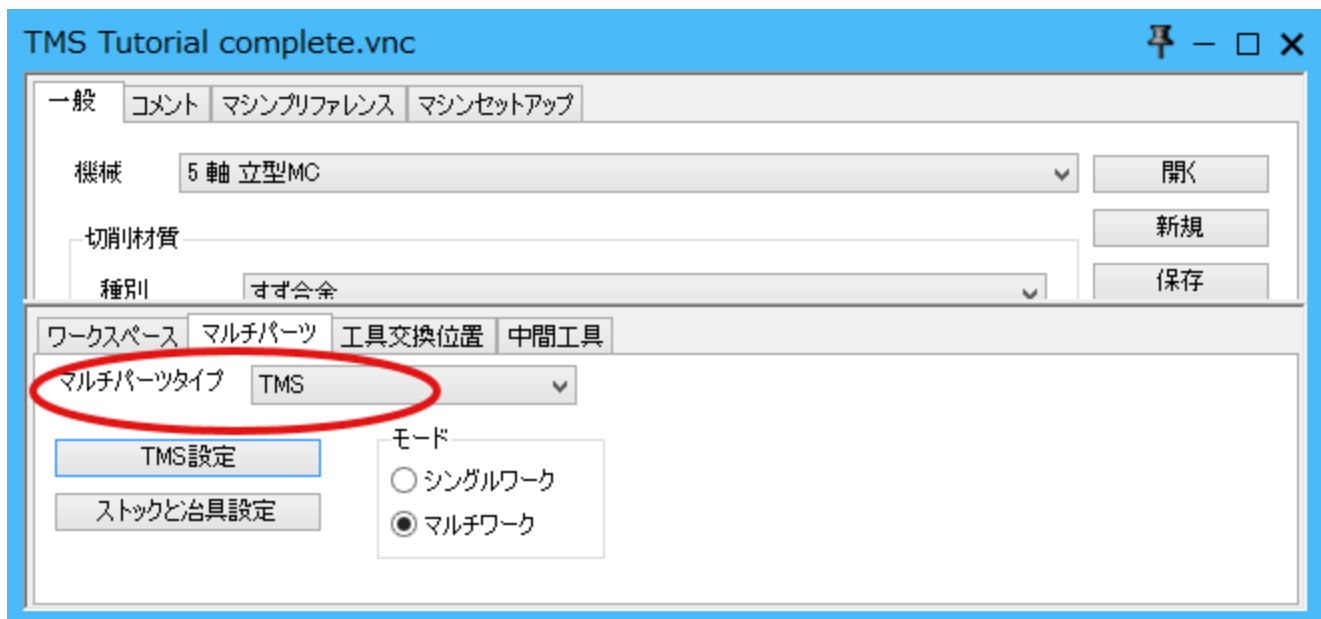 TMS Tutorial complete.vnc
一般 コメント マシンプリファレンス マシンセットアップ
機械 5 軸 立型MC 開く
切削材質 新規
種別 すず合金 保存
ワークスペース マルチパーツ 工具交換位置 中間工具
マルチパーツタイプ TMS
モード
TMS設定
シングルワーク
ストックと冶具設定
マルチワーク